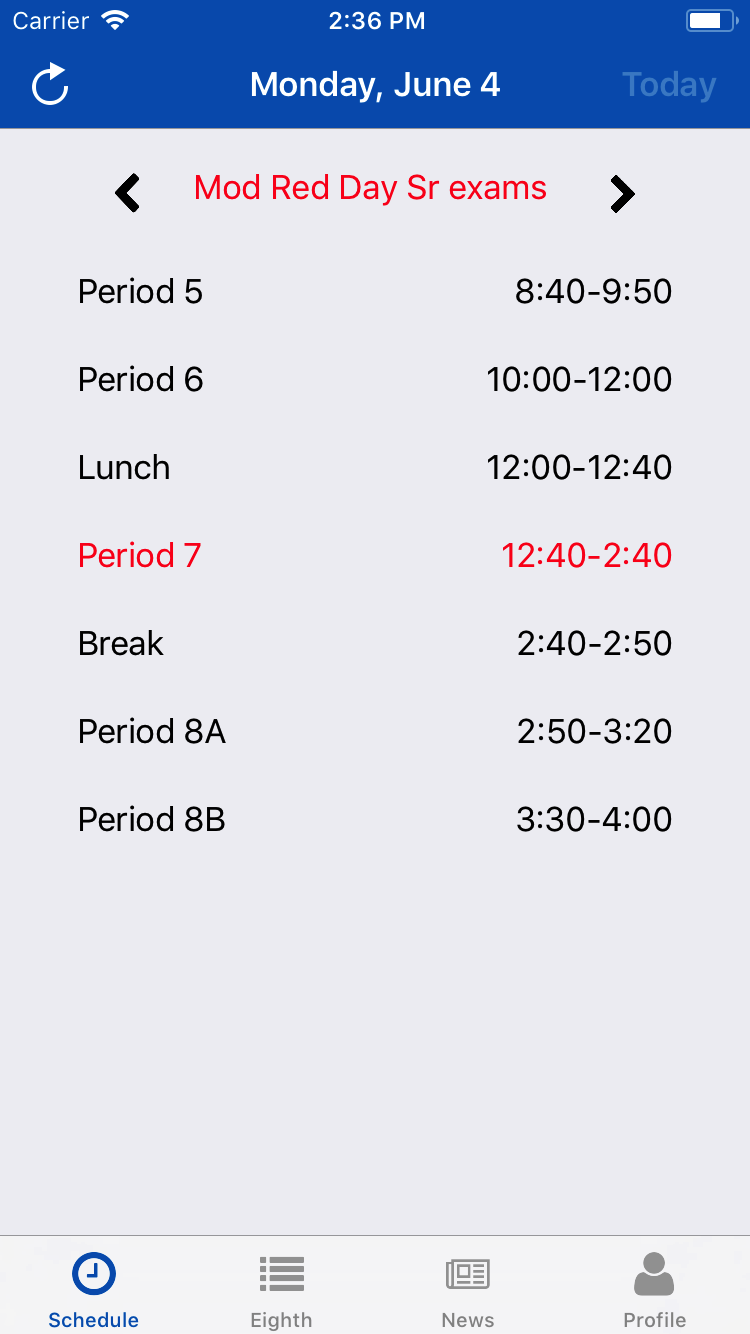 Carrier 2:36 PM
Monday, June 4 Today
Mod Red Day Sr exams
Period 5 8:40-9:50
Period 6 10:00-12:00
Lunch 12:00-12:40
Period 7 12:40-2:40
Break 2:40-2:50
Period 8A 2:50-3:20
Period 8B 3:30-4:00
Schedule Eighth News Profile